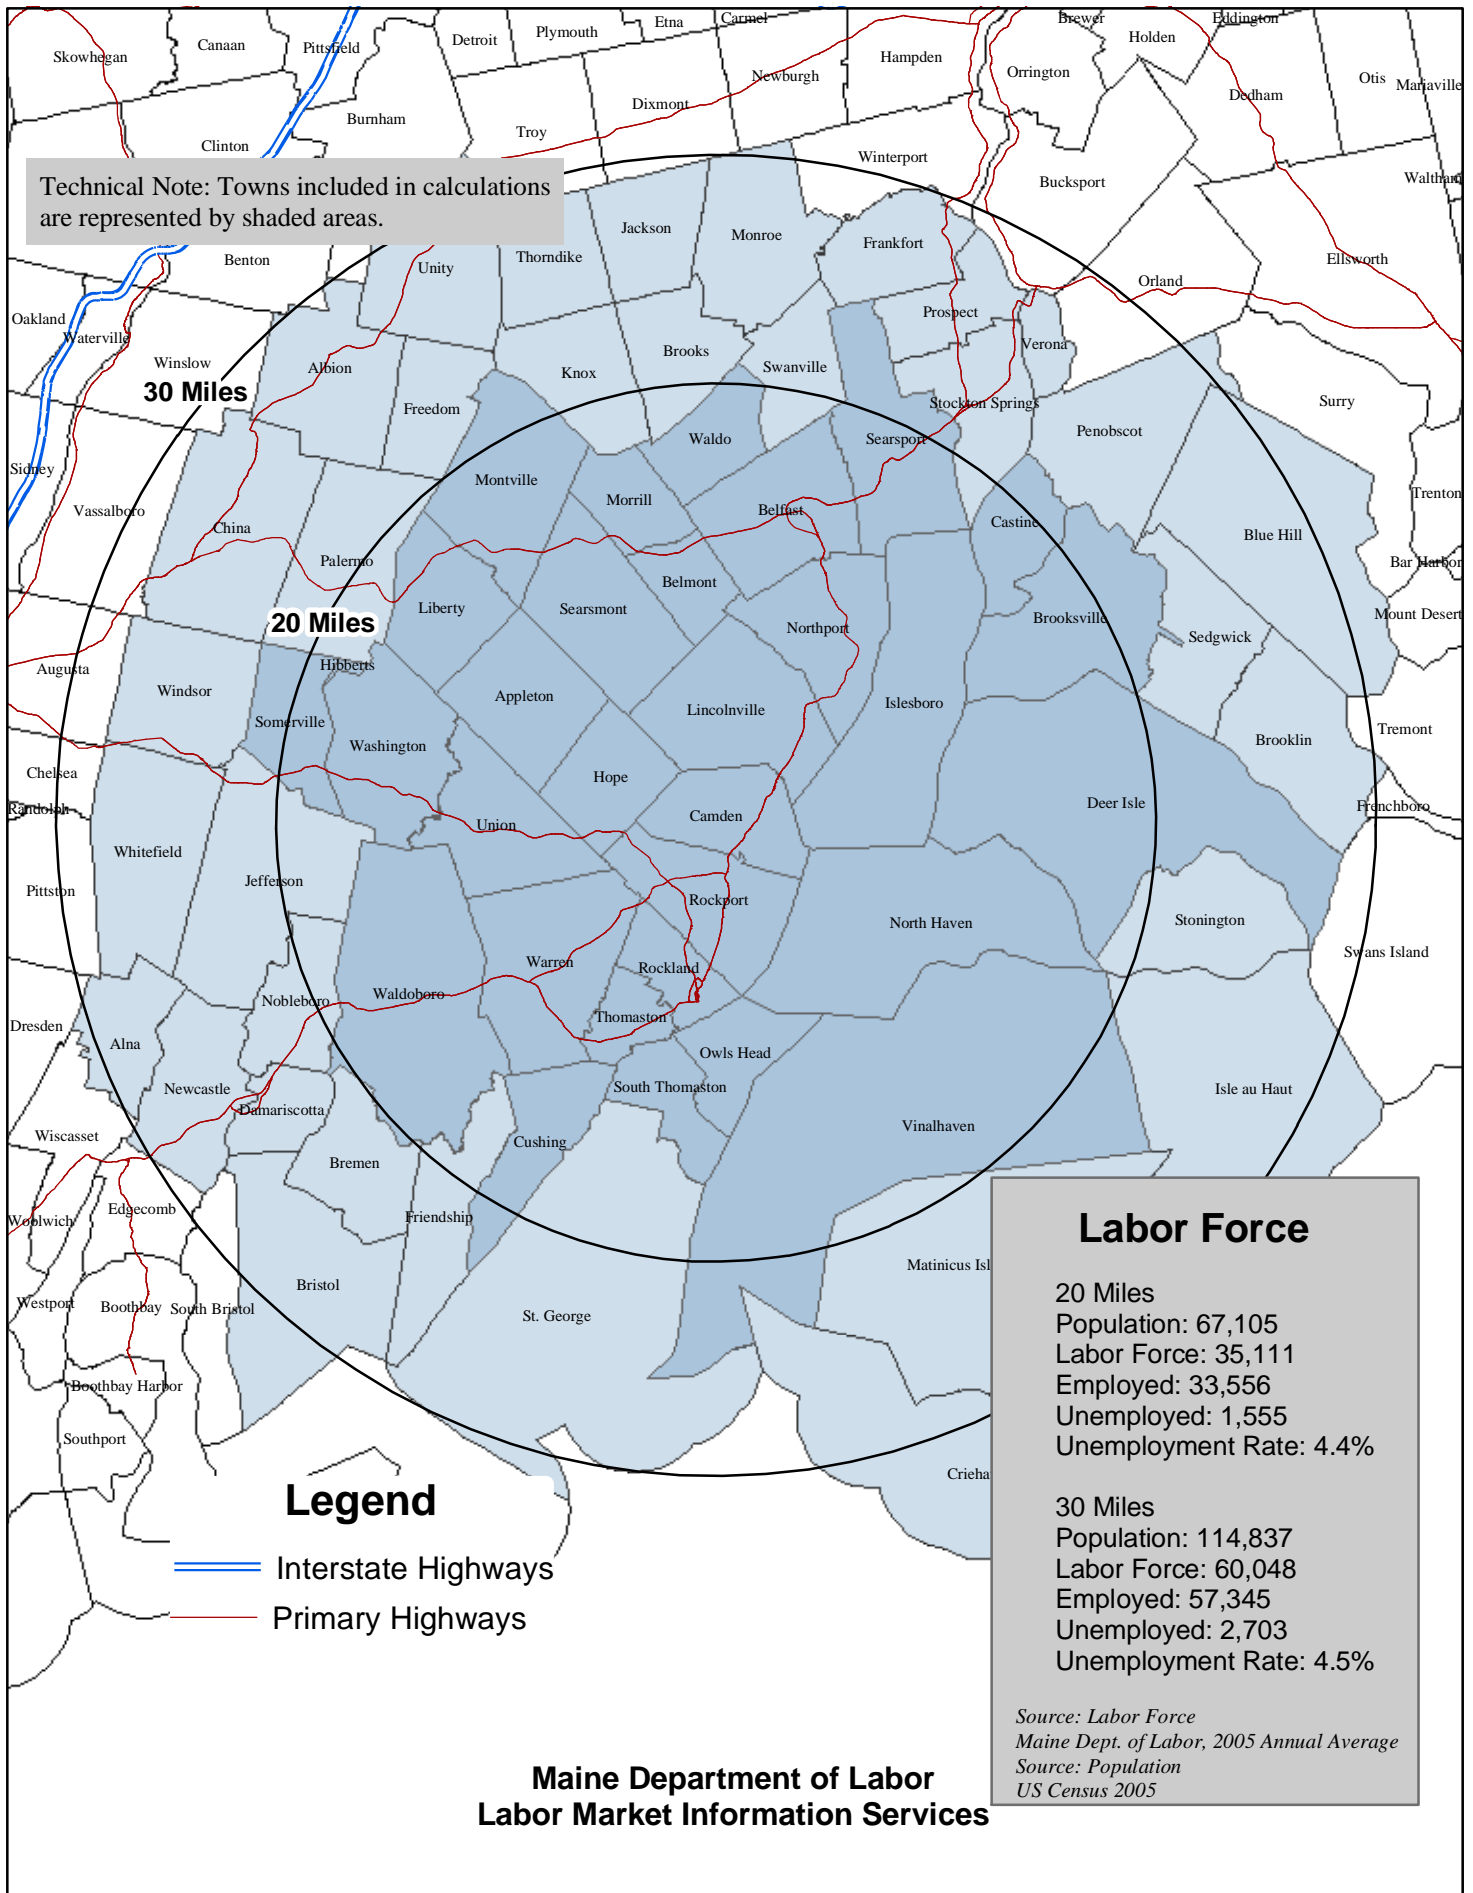 Skowhegan
Canaan
Pittsfield
Detroit
Plymouth
Etna
Carmel
Newburgh
Hampden
Brewer
Holden
Eddington
Orrington
Dedham
Otis
Mariaville
Clinton
Burnham
Troy
Dixmont
Winterport
Bucksport
Waltham
Technical Note: Towns included in calculations
are represented by shaded areas.
Benton
Unity
Thorndike
Jackson
Monroe
Frankfort
Orland
Ellsworth
Oakland
Waterville
Winslow
Albion
Knox
Brooks
Swanville
Prospect
Verona
30 Miles
Freedom
Waldo
Searsport
Stockton Springs
Penobscot
Surry
Sidney
Vassalboro
China
Montville
Morrill
Belfast
Castine
Blue Hill
Trenton
Palermo
Belmont
Bar Harbor
20 Miles
Liberty
Searsmont
Northport
Brooksville
Sedgwick
Mount Desert
Augusta
Windsor
Hibberts
Somerville
Washington
Appleton
Lincolnville
Islesboro
Brooklin
Tremont
Chelsea
Randolph
Hope
Camden
Deer Isle
Frenchboro
Union
Whitefield
Pittston
Jefferson
Rockport
North Haven
Stonington
Swans Island
Warren
Rockland
Waldoboro
Nobleboro
Thomaston
Dresden
Alna
Newcastle
Damariscotta
Owls Head
South Thomaston
Isle au Haut
Wiscasset
Bremen
Cushing
Vinalhaven
Woolwich
Edgecomb
Friendship
Matinicus Isl
Westport
Boothbay
South Bristol
Bristol
St. George
Boothbay Harbor
Southport
Crieha
Labor Force
20 Miles
Population: 67,105
Labor Force: 35,111
Employed: 33,556
Unemployed: 1,555
Unemployment Rate: 4.4%
30 Miles
Population: 114,837
Labor Force: 60,048
Employed: 57,345
Unemployed: 2,703
Unemployment Rate: 4.5%
Source: Labor Force
Maine Dept. of Labor, 2005 Annual Average
Source: Population
US Census 2005
Legend
Interstate Highways
Primary Highways
Maine Department of Labor
Labor Market Information Services